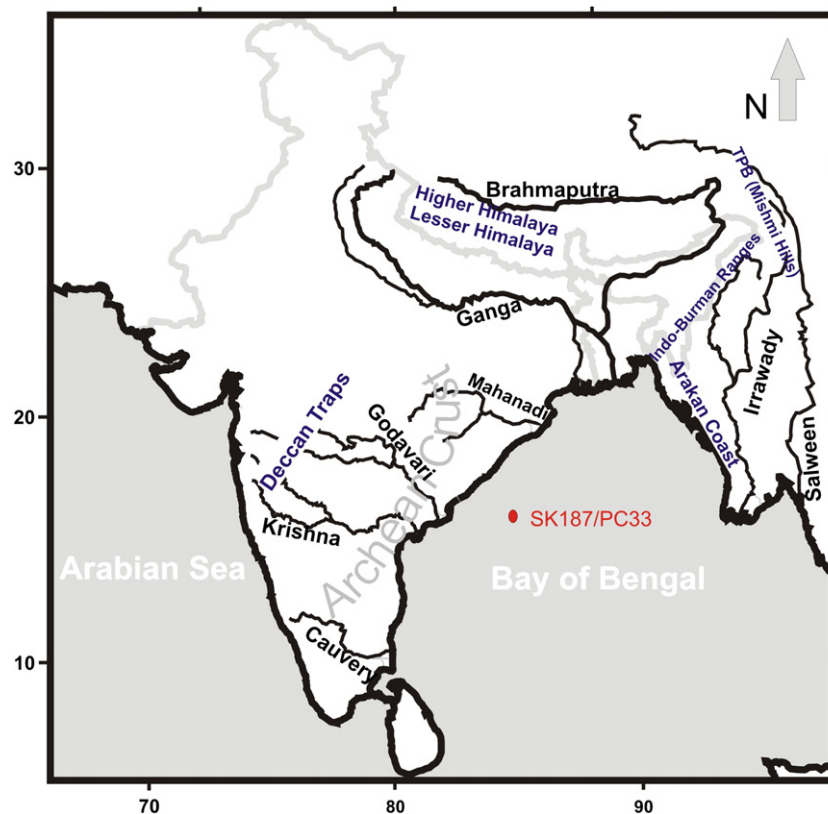 N
30
20
10
70
80
90
Brahmaputra
TPB (Mishmi Hills)
Higher Himalaya
Lesser Himalaya
Indo-Burman Ranges
Ganga
Irrawady
Arakan Coast
Salween
Mahanadi
Deccan Traps
Godavari
Archean Crust
Krishna
SK187/PC33
Arabian Sea
Bay of Bengal
Cauvery